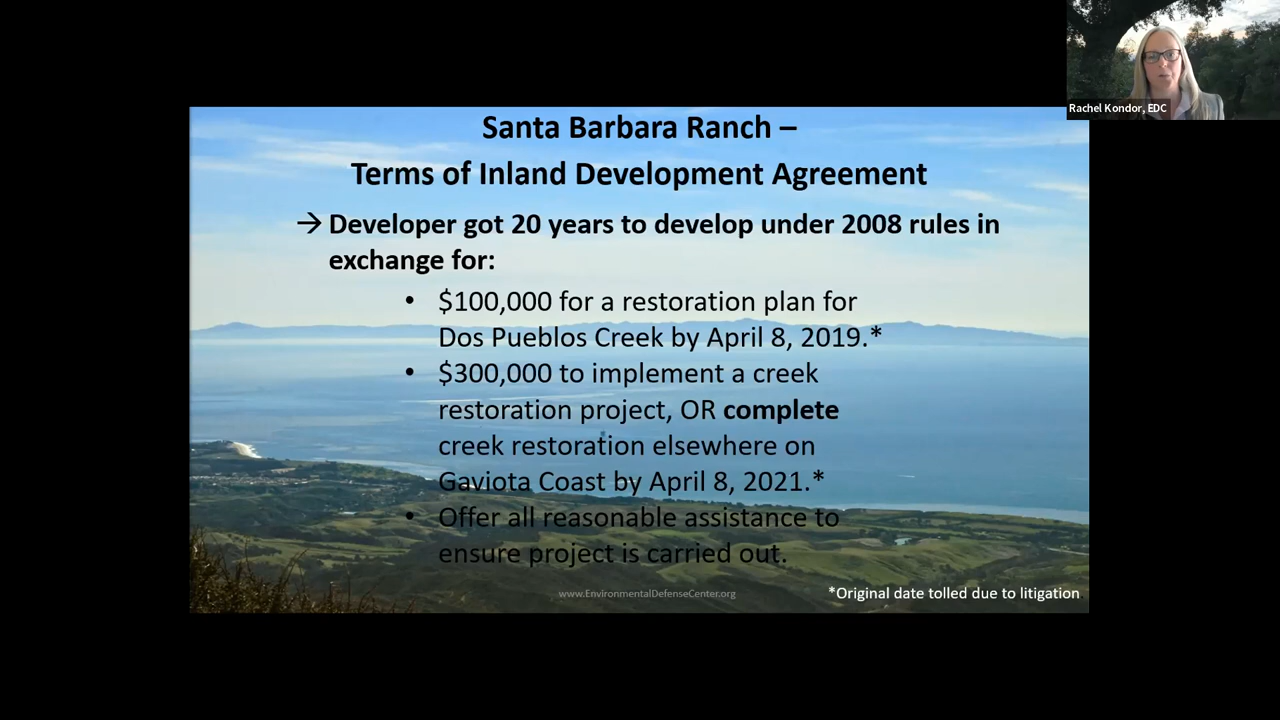 Rachel Kondor, EDC
Santa Barbara Ranch –
Terms of Inland Development Agreement
→ Developer got 20 years to develop under 2008 rules in
exchange for:
• $100,000 for a restoration plan for
Dos Pueblos Creek by April 8, 2019.*
• $300,000 to implement a creek
restoration project, OR complete
creek restoration elsewhere on
Gaviota Coast by April 8, 2021.*
• Offer all reasonable assistance to
ensure project is carried out.
www.EnvironmentalDefenseCenter.org
*Original date tolled due to litigation